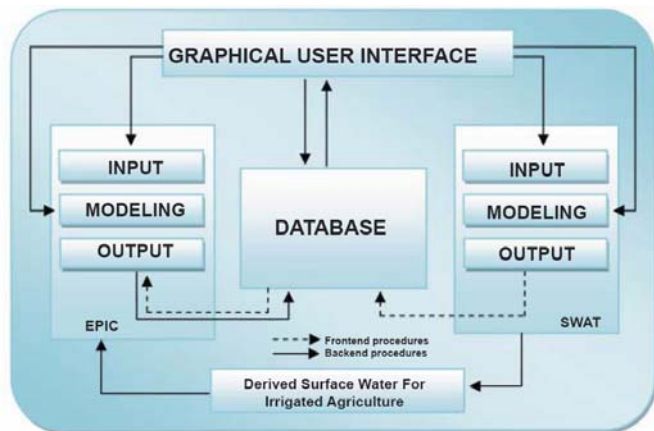 GRAPHICAL USER INTERFACE
INPUT
MODELING
OUTPUT
EPIC
DATABASE
INPUT
MODELING
OUTPUT
SWAT
Frontend procedures
Backend procedures
Derived Surface Water For
Irrigated Agriculture